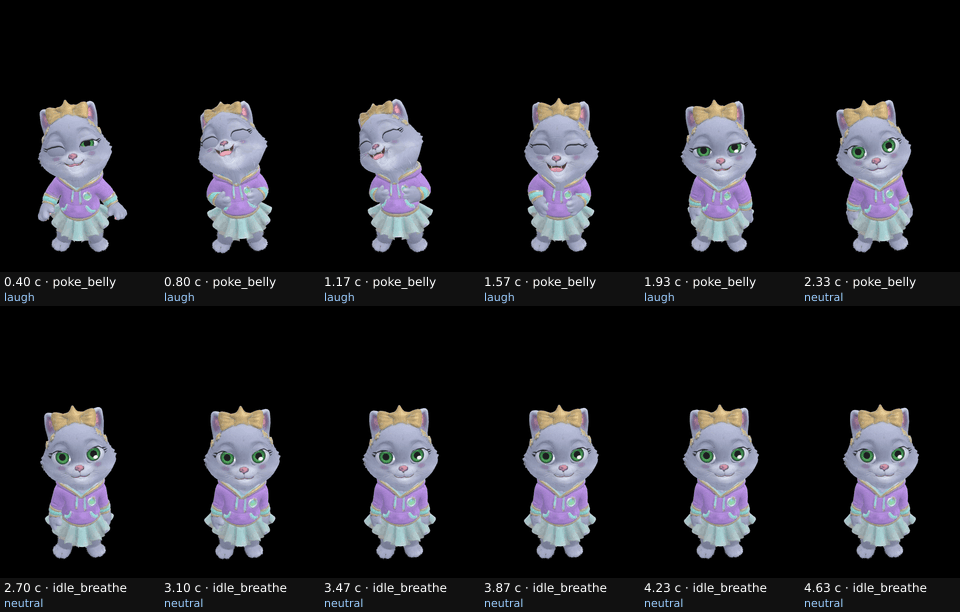 0.40 с · poke_belly
laugh
0.80 с · poke_belly
laugh
1.17 с · poke_belly
laugh
1.57 с · poke_belly
laugh
1.93 с · poke_belly
laugh
2.33 с · poke_belly
neutral
2.70 с · idle_breathe
neutral
3.10 с · idle_breathe
neutral
3.47 с · idle_breathe
neutral
3.87 с · idle_breathe
neutral
4.23 с · idle_breathe
neutral
4.63 с · idle_breathe
neutral